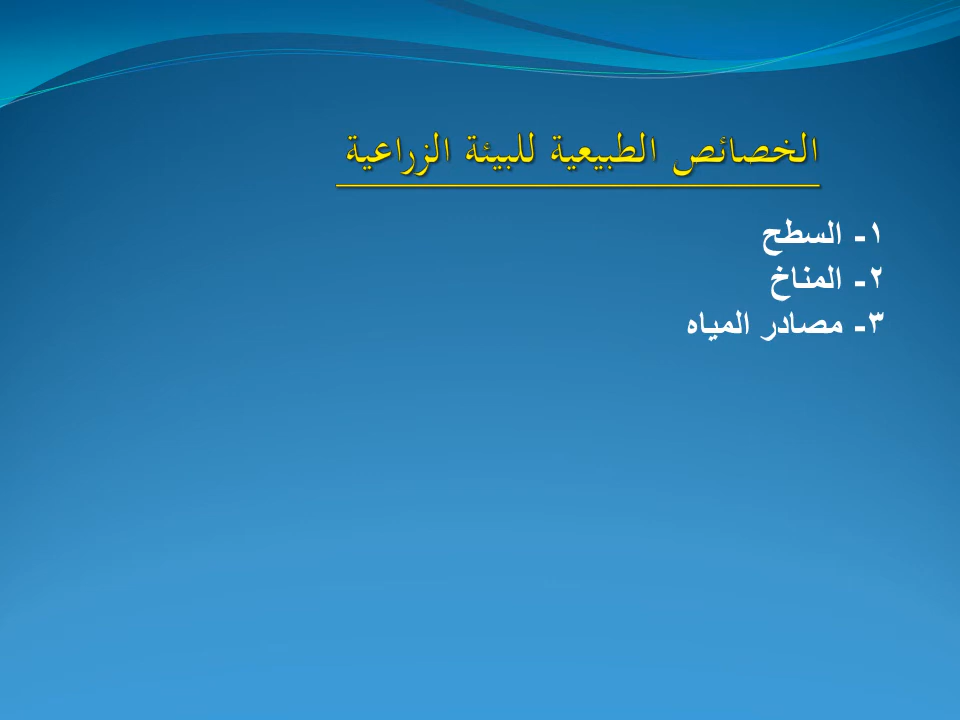 الخصائص الطبيعية للبيئة الزراعية
١- السطح
٢- المناخ
٣- مصادر المياه